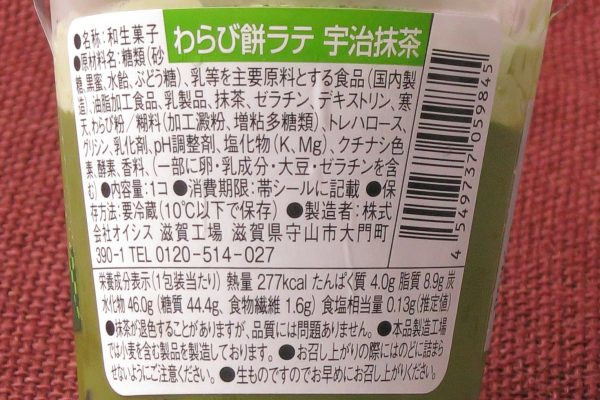 ●名称:和生菓子 わらび餅ラテ 宇治抹茶
●原材料名:糖類(砂
糖、黒蜜、水飴、ぶどう糖)、乳等を主要原料とする食品(国内製
造)、油脂加工食品、乳製品、抹茶、ゼラチン、デキストリン、寒
天、わらび粉/糊料(加工澱粉、増粘多糖類)、トレハロース、
グリシン、乳化剤、pH調整剤、塩化物(K、Mg)、クチナシ色
素、酵素、香料、(一部に卵・乳成分・大豆・ゼラチンを含
む)●内容量:1コ ●消費期限:帯シールに記載 ●保
存方法:要冷蔵(10℃以下で保存) ●製造者:株式
会社オイシス 滋賀工場 滋賀県守山市大門町
390-1 TEL 0120-514-027
栄養成分表示(1包装当たり) 熱量 277kcal たんぱく質 4.0g 脂質 8.9g 炭
水化物 46.0g (糖質 44.4g、食物繊維 1.6g) 食塩相当量 0.13g (推定値)
●抹茶が退色することがありますが、品質には問題ありません。 ●本品製造工場
では小麦を含む製品を製造しております。 ●お召し上がりの際にはのどに詰まら
せないようにご注意ください。 ●生ものですのでお早めにお召し上がりください。
4 549737 059845